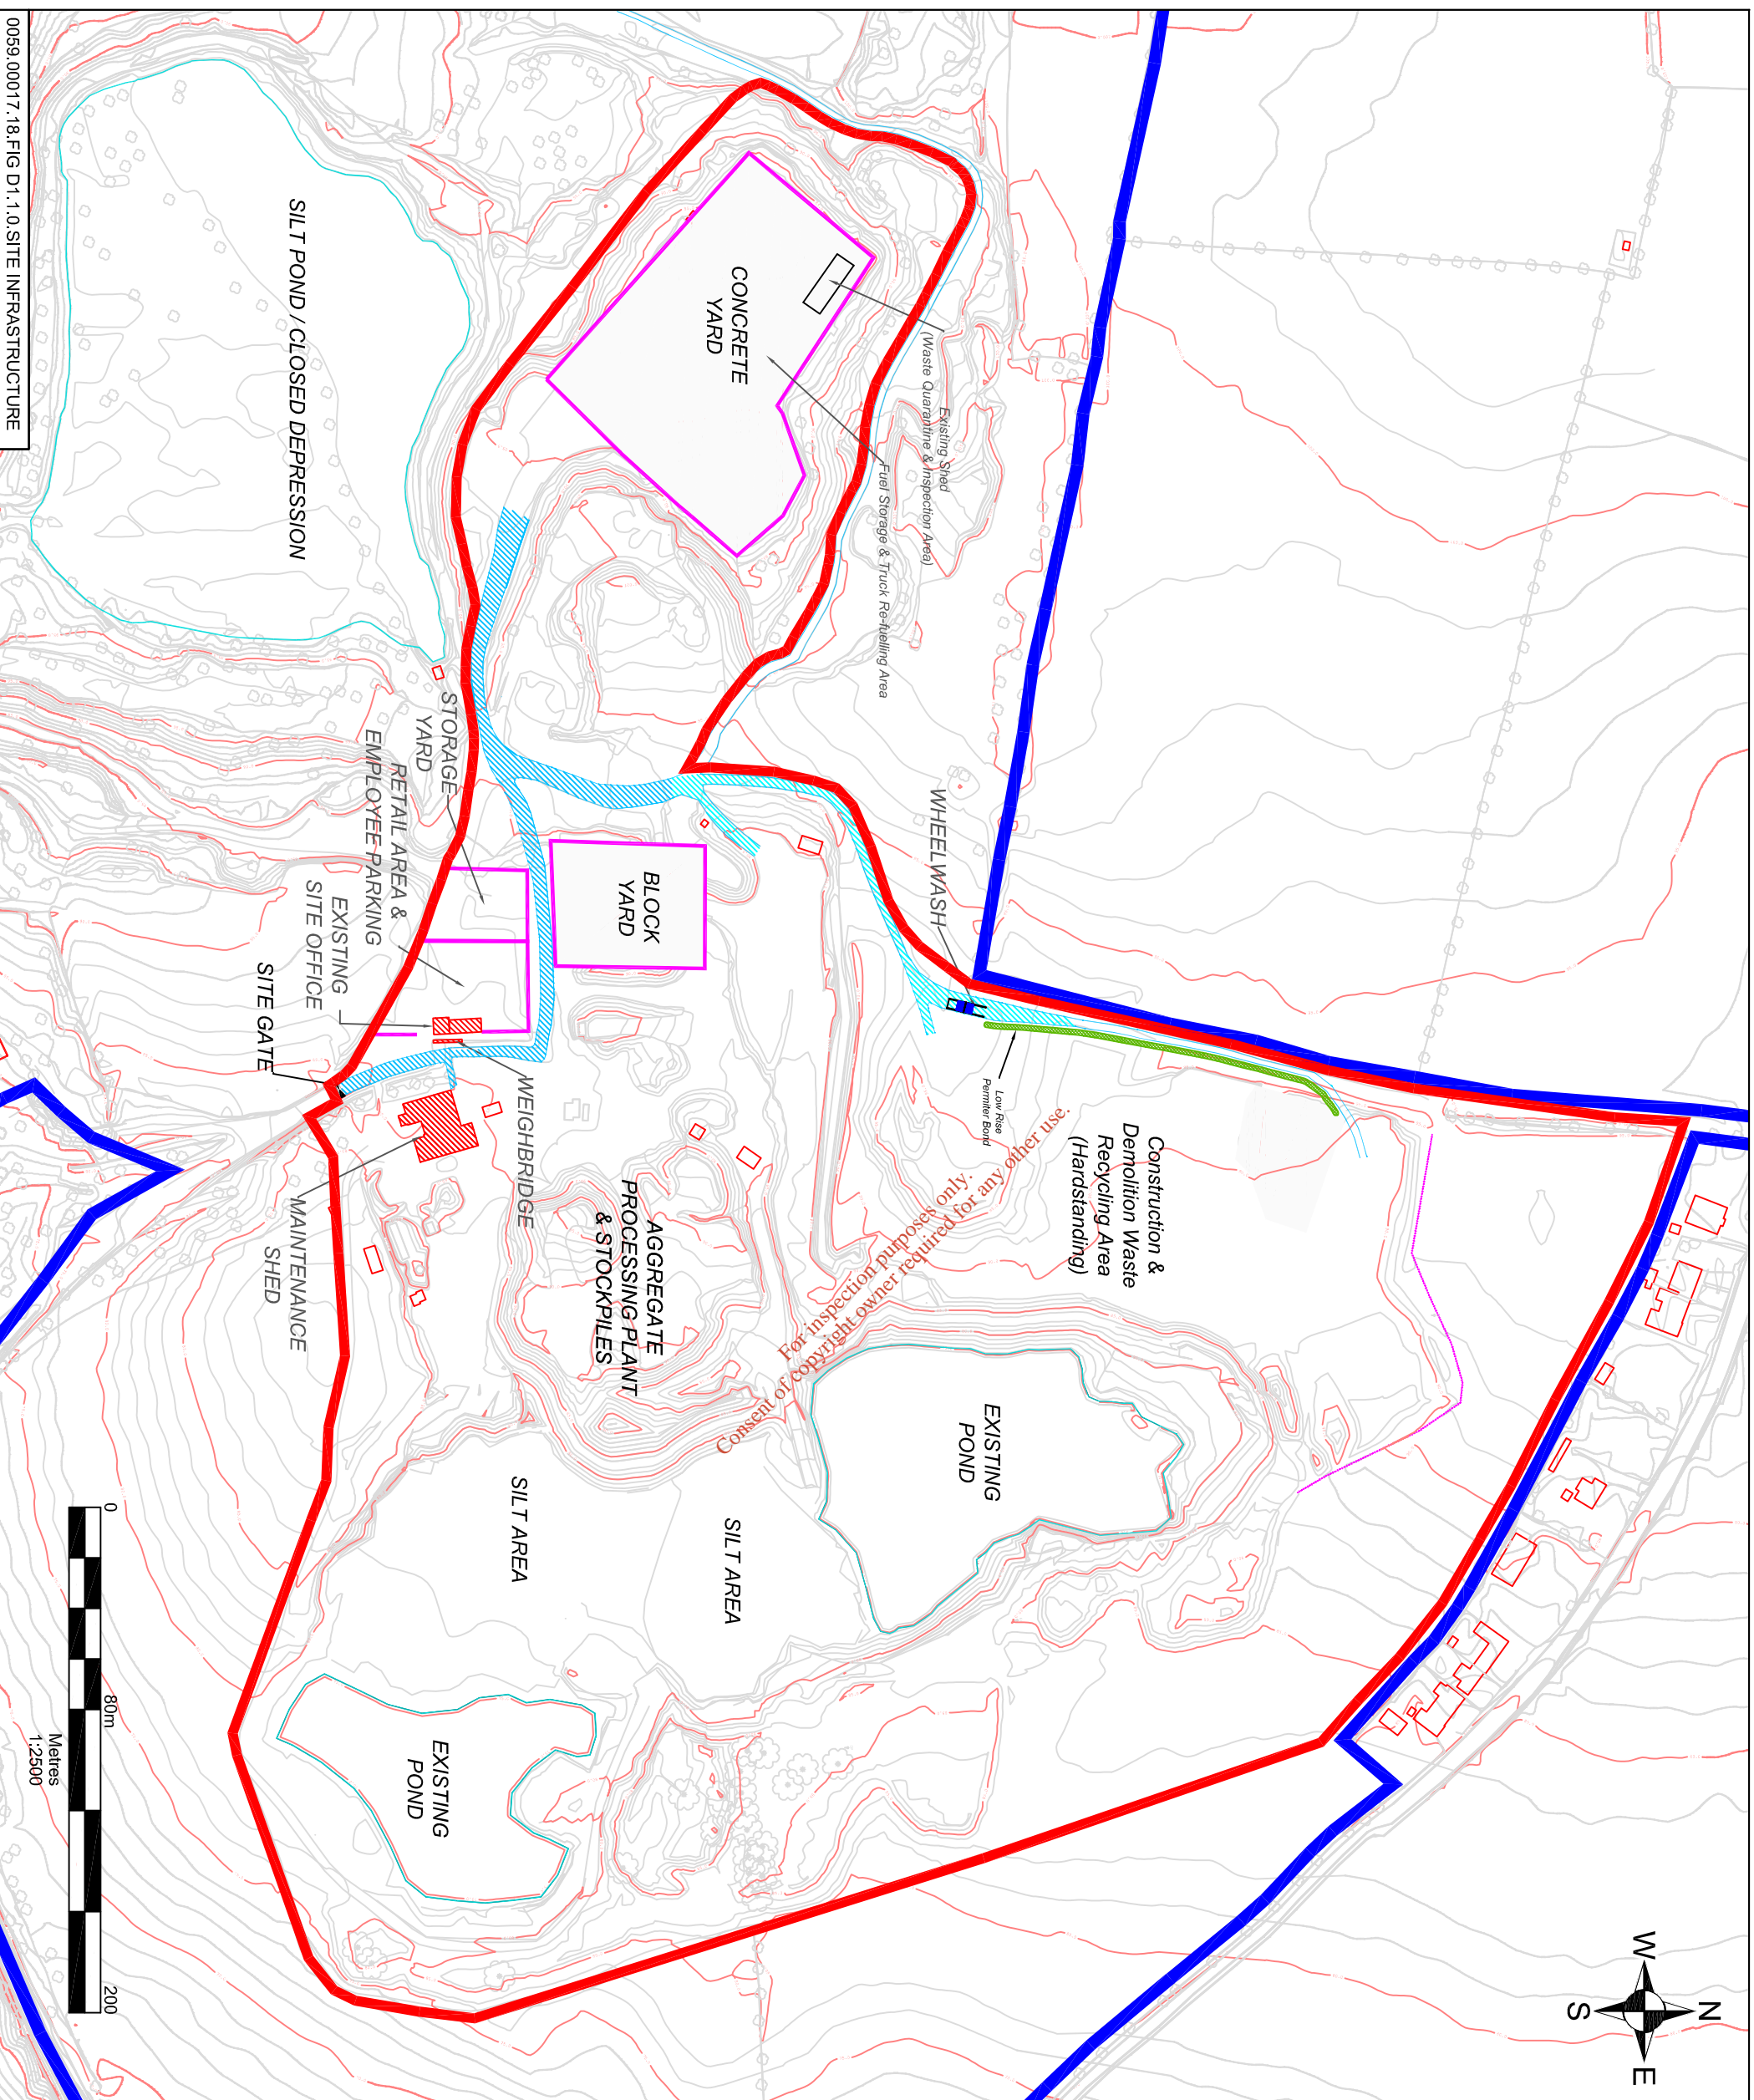 N
W
E
S
Construction &
Demolition Waste
Recycling Area
(Hardstanding)
Low Rise
Permiter Bond
EXISTING
POND
Existing Shed
(Waste Quarantine & Inspection Area)
Fuel Storage & Truck Re-fuelling Area
WHEELWASH
CONCRETE
YARD
BLOCK
YARD
AGGREGATE
PROCESSING PLANT
& STOCKPILES
SILT AREA
SILT AREA
WEIGHBRIDGE
STORAGE
YARD
RETAIL AREA &
EMPLOYEE PARKING
EXISTING
SITE OFFICE
SITE GATE
MAINTENANCE
SHED
EXISTING
POND
SILT POND / CLOSED DEPRESSION
For inspection purposes only.
Consent of copyright owner required for any other use.
0
80m
200
Metres
1:2500
0059.00017.18.FIG D1.1.0.SITE INFRASTRUCTURE